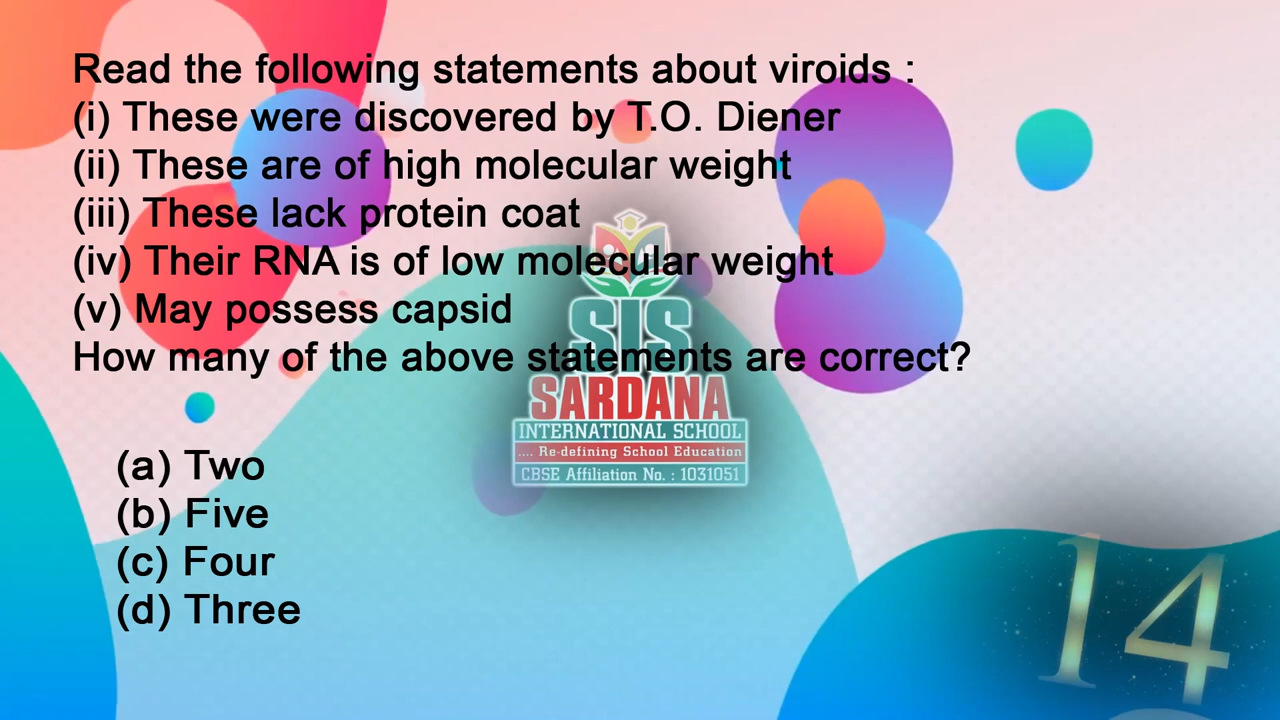 Read the following statements about viroids :
(i) These were discovered by T.O. Diener
(ii) These are of high molecular weight
(iii) These lack protein coat
(iv) Their RNA is of low molecular weight
(v) May possess capsid
How many of the above statements are correct?
SIS
SARDANA
INTERNATIONAL SCHOOL
.... Re-defining School Education
CBSE Affiliation No. : 1031051
(a) Two
(b) Five
(c) Four
(d) Three
14